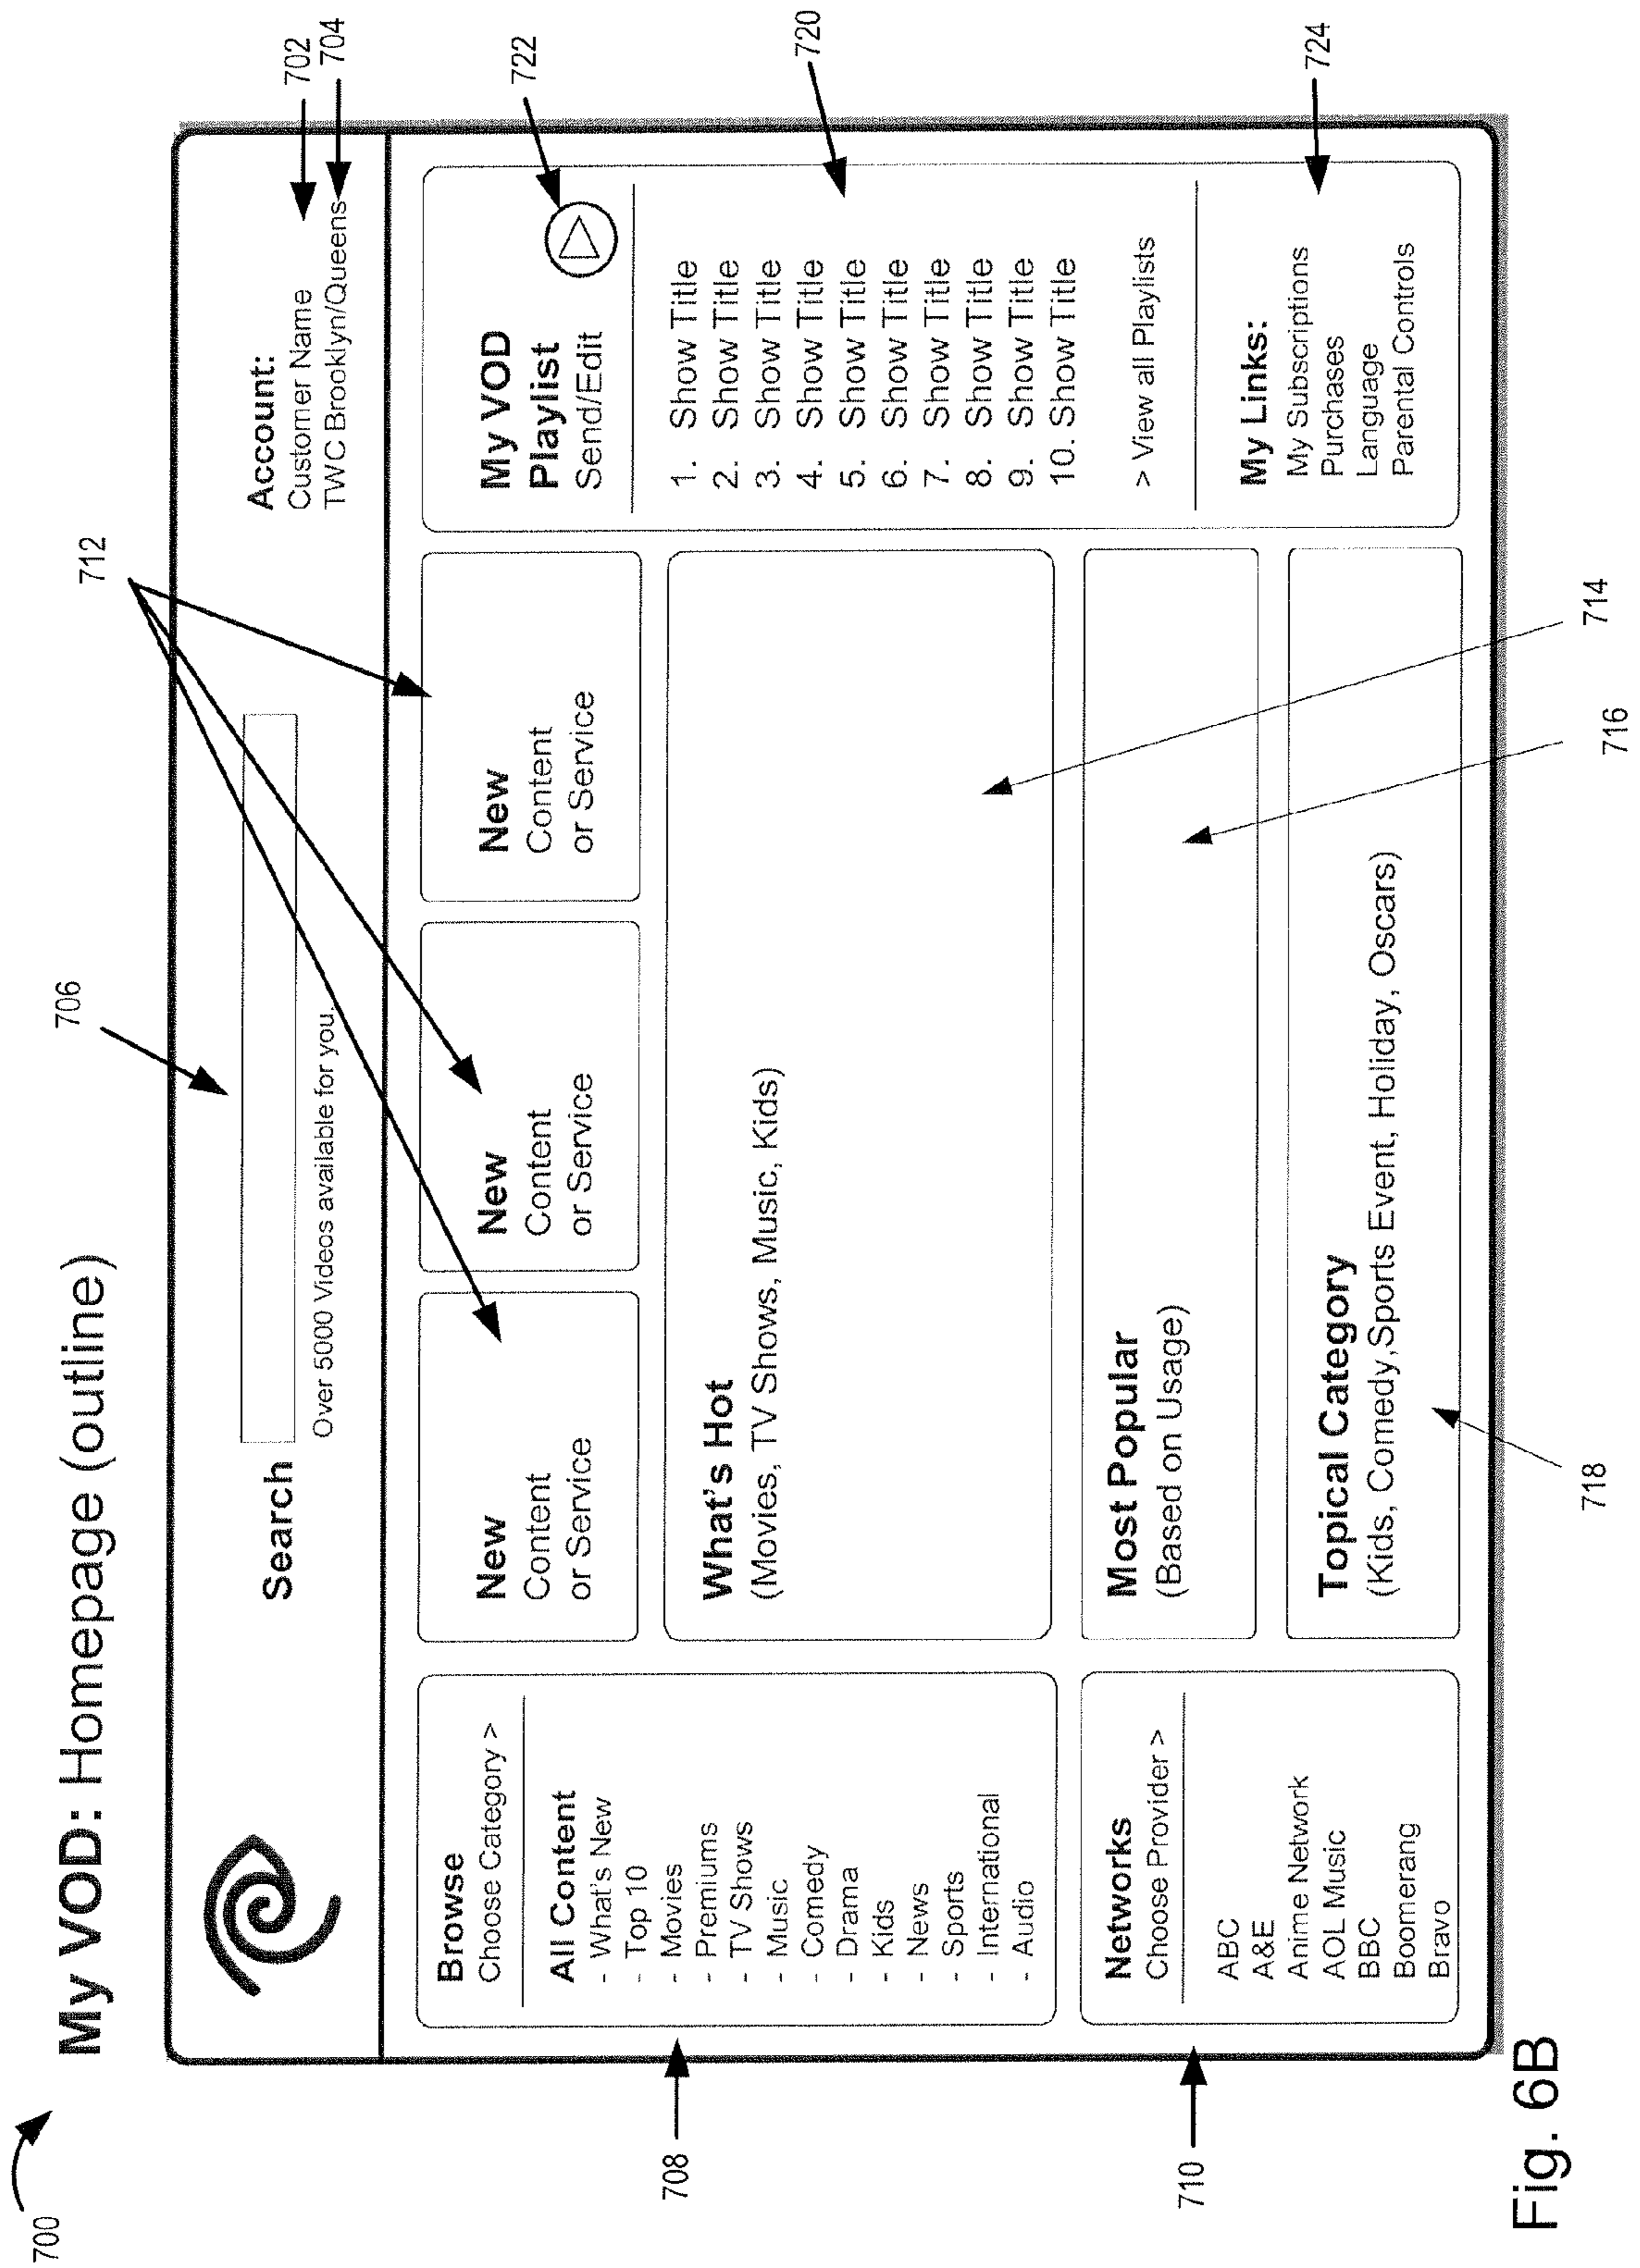 700
My VOD: Homepage (outline)
706
712
702
704
Search
Over 5000 Videos available for you.
Account:
Customer Name
TWC Brooklyn/Queens
708
Browse
Choose Category >
All Content
- What's New
- Top 10
- Movies
- Premiums
- TV Shows
- Music
- Comedy
- Drama
- Kids
- News
- Sports
- International
- Audio
710
Networks
Choose Provider >
ABC
A&E
Anime Network
AOL Music
BBC
Boomerang
Bravo
New
Content
or Service
New
Content
or Service
New
Content
or Service
What's Hot
(Movies, TV Shows, Music, Kids)
714
Most Popular
(Based on Usage)
716
Topical Category
(Kids, Comedy,Sports Event, Holiday, Oscars)
718
722
My VOD
Playlist
Send/Edit
720
1. Show Title
2. Show Title
3. Show Title
4. Show Title
5. Show Title
6. Show Title
7. Show Title
8. Show Title
9. Show Title
10. Show Title
> View all Playlists
724
My Links:
My Subscriptions
Purchases
Language
Parental Controls
Fig. 6B